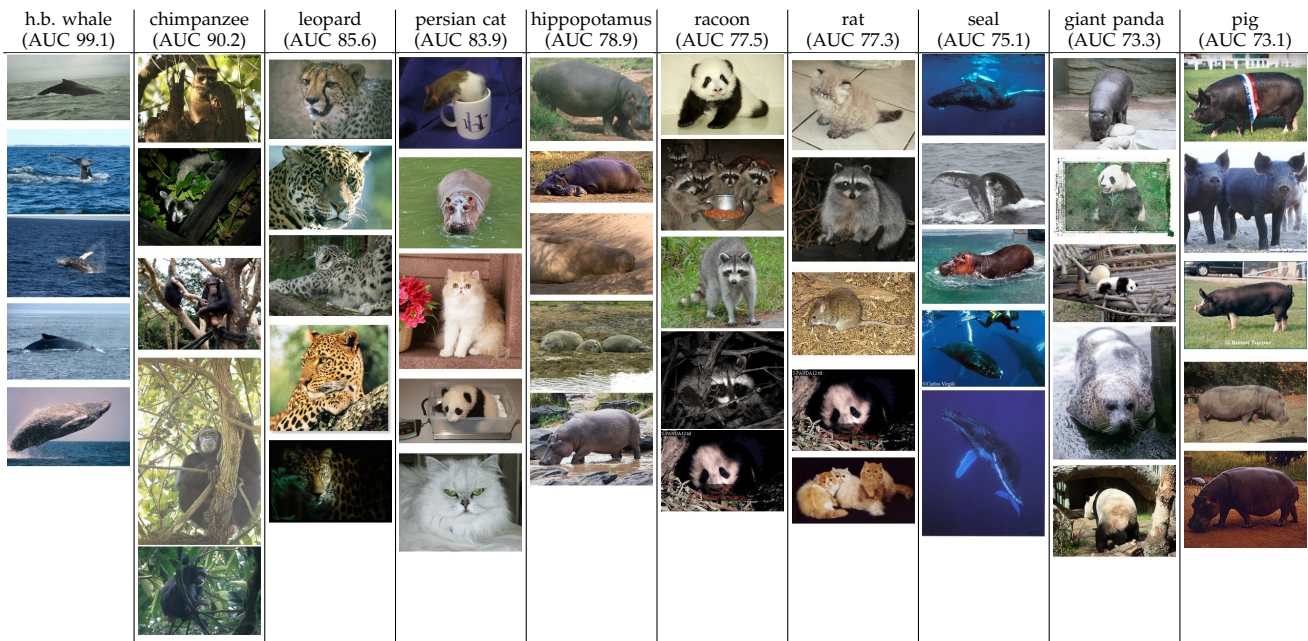 h.b. whale
(AUC 99.1)
chimpanzee
(AUC 90.2)
leopard
(AUC 85.6)
persian cat
(AUC 83.9)
hippopotamus
(AUC 78.9)
racoon
(AUC 77.5)
rat
(AUC 77.3)
seal
(AUC 75.1)
giant panda
(AUC 73.3)
pig
(AUC 73.1)
©Carlos Virgili